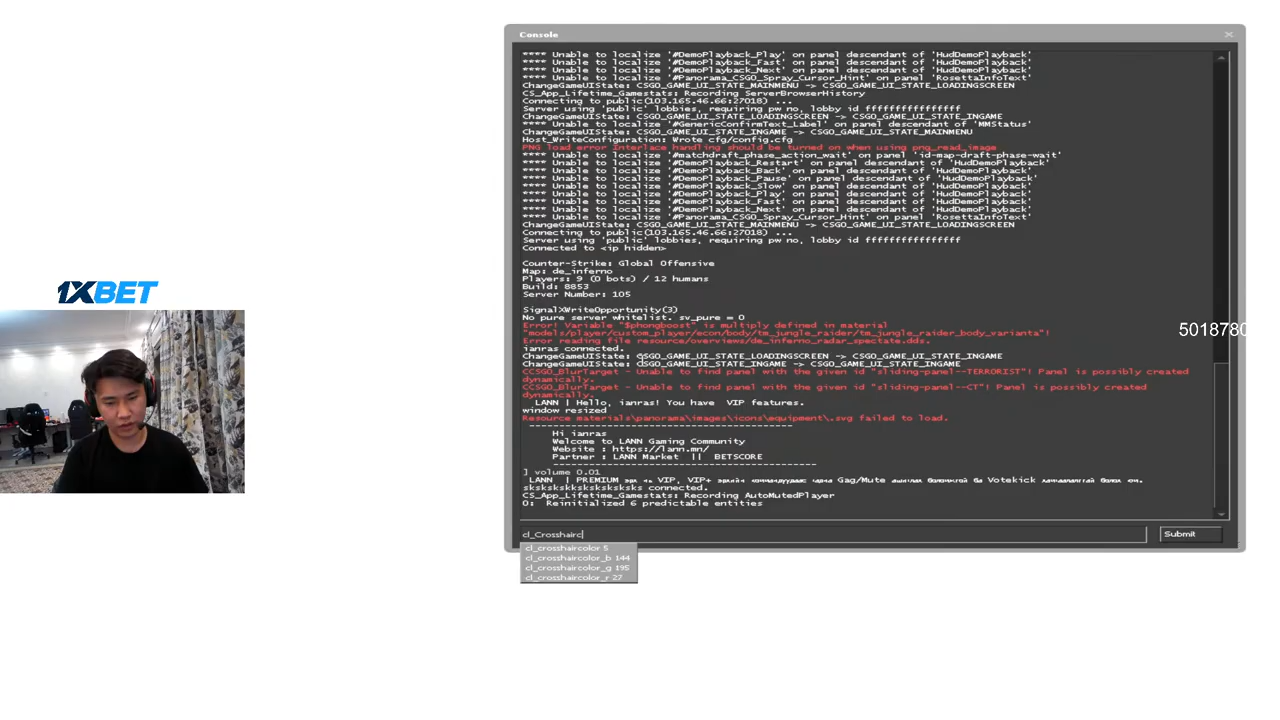 Console
**** Unable to localize '#DemoPlayback_Play' on panel descendant of 'HudDemoPlayback'
**** Unable to localize '#DemoPlayback_Fast' on panel descendant of 'HudDemoPlayback'
**** Unable to localize '#DemoPlayback_Next' on panel descendant of 'HudDemoPlayback'
**** Unable to localize '#Panorama_CSGO_Spray_Cursor_Hint' on panel 'RosettaInfoText'
ChangeGameUIState: CSGO_GAME_UI_STATE_MAINMENU -> CSGO_GAME_UI_STATE_LOADINGSCREEN
CS_App_Lifetime_Gamestats: Recording ServerBrowserHistory
Connecting to public(103.165.46.66:27018) ...
Server using 'public' lobbies, requiring pw no, lobby id ffffffffffffffff
ChangeGameUIState: CSGO_GAME_UI_STATE_LOADINGSCREEN -> CSGO_GAME_UI_STATE_INGAME
**** Unable to localize '#GenericConfirmText_Label' on panel descendant of 'MMStatus'
ChangeGameUIState: CSGO_GAME_UI_STATE_INGAME -> CSGO_GAME_UI_STATE_MAINMENU
Host_WriteConfiguration: Wrote cfg/config.cfg
PNG load error Interlace handling should be turned on when using png_read_image
**** Unable to localize '#matchdraft_phase_action_wait' on panel 'id-map-draft-phase-wait'
**** Unable to localize '#DemoPlayback_Restart' on panel descendant of 'HudDemoPlayback'
**** Unable to localize '#DemoPlayback_Back' on panel descendant of 'HudDemoPlayback'
**** Unable to localize '#DemoPlayback_Pause' on panel descendant of 'HudDemoPlayback'
**** Unable to localize '#DemoPlayback_Slow' on panel descendant of 'HudDemoPlayback'
**** Unable to localize '#DemoPlayback_Play' on panel descendant of 'HudDemoPlayback'
**** Unable to localize '#DemoPlayback_Fast' on panel descendant of 'HudDemoPlayback'
**** Unable to localize '#DemoPlayback_Next' on panel descendant of 'HudDemoPlayback'
**** Unable to localize '#Panorama_CSGO_Spray_Cursor_Hint' on panel 'RosettaInfoText'
ChangeGameUIState: CSGO_GAME_UI_STATE_MAINMENU -> CSGO_GAME_UI_STATE_LOADINGSCREEN
Connecting to public(103.165.46.66:27018) ...
Server using 'public' lobbies, requiring pw no, lobby id ffffffffffffffff
Connected to <ip hidden>
Counter-Strike: Global Offensive
Map: de_inferno
Players: 9 (0 bots) / 12 humans
Build: 8853
Server Number: 105
SignalXWriteOpportunity(3)
No pure server whitelist. sv_pure = 0
Error! Variable "$phongboost" is multiply defined in material
"models/player/custom_player/econ/body/tm_jungle_raider/tm_jungle_raider_body_varianta"!
Error reading file resource/overviews/de_inferno_radar_spectate.dds.
ianras connected.
ChangeGameUIState: CSGO_GAME_UI_STATE_LOADINGSCREEN -> CSGO_GAME_UI_STATE_INGAME
ChangeGameUIState: CSGO_GAME_UI_STATE_INGAME -> CSGO_GAME_UI_STATE_INGAME
CCSGO_BlurTarget - Unable to find panel with the given id "sliding-panel--TERRORIST"! Panel is possibly created
dynamically.
CCSGO_BlurTarget - Unable to find panel with the given id "sliding-panel--CT"! Panel is possibly created
dynamically.
LANN | Hello, ianras! You have VIP features.
window resized
Resource materials\panorama\images\icons\equipment\.svg failed to load.
------------------------------------------
Hi ianras
Welcome to LANN Gaming Community
Website : https://lann.mn/
Partner : LANN Market || BETSCORE
------------------------------------------
] volume 0.01
LANN | PREMIUM эрх нь VIP, VIP+ Gag/Mute ба Votekick
sksksksksksksksksks connected.
CS_App_Lifetime_Gamestats: Recording AutoMutedPlayer
0: Reinitialized 6 predictable entities
cl_Crosshairc
Submit
cl_crosshaircolor 5
cl_crosshaircolor_b 144
cl_crosshaircolor_g 195
cl_crosshaircolor_r 27
1XBET
5018780